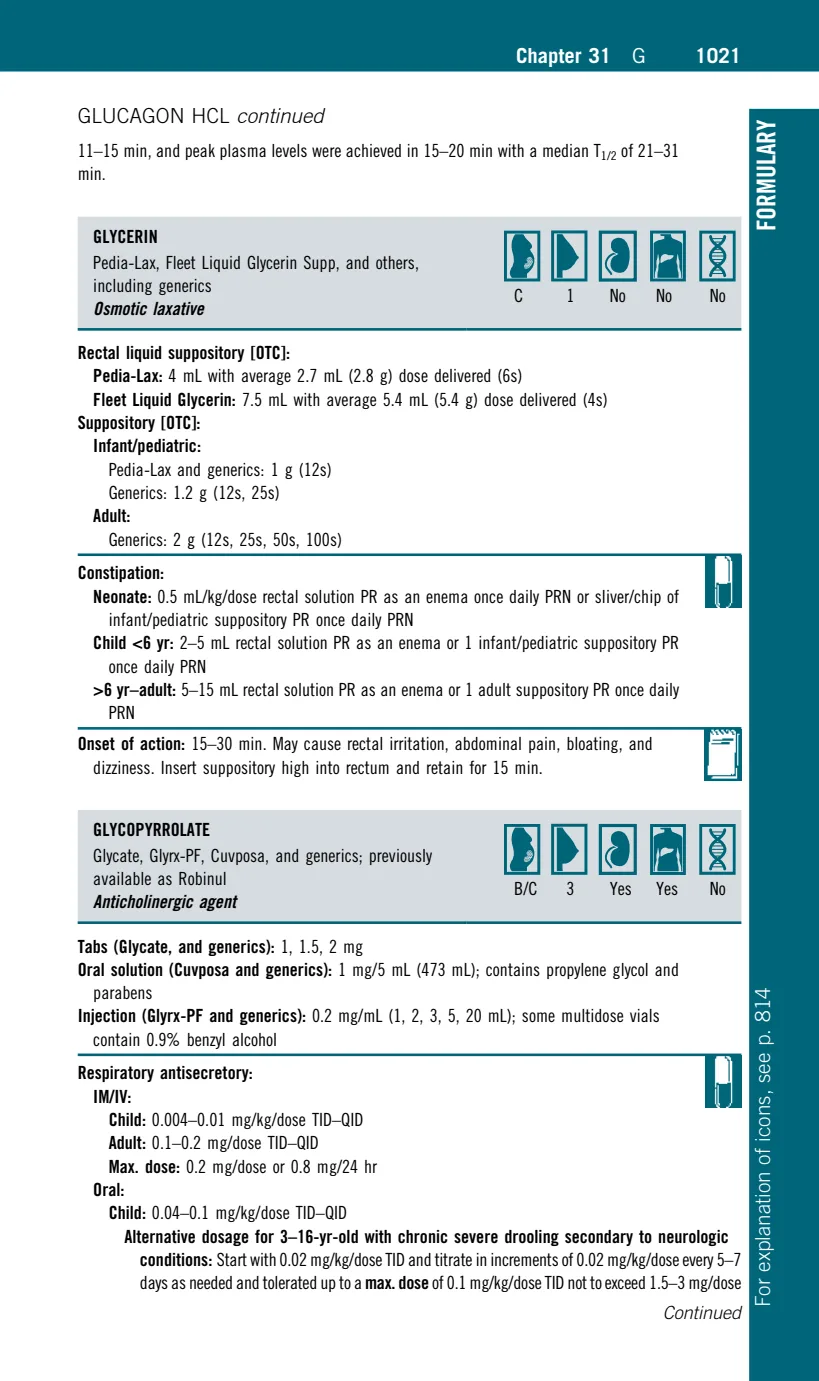 Chapter 31 G 1021
GLUCAGON HCL continued
11–15 min, and peak plasma levels were achieved in 15–20 min with a median T1/2 of 21–31
min.
FORMULARY
GLYCERIN
Pedia-Lax, Fleet Liquid Glycerin Supp, and others,
including generics
Osmotic laxative
C 1 No No No
Rectal liquid suppository [OTC]:
Pedia-Lax: 4 mL with average 2.7 mL (2.8 g) dose delivered (6s)
Fleet Liquid Glycerin: 7.5 mL with average 5.4 mL (5.4 g) dose delivered (4s)
Suppository [OTC]:
Infant/pediatric:
Pedia-Lax and generics: 1 g (12s)
Generics: 1.2 g (12s, 25s)
Adult:
Generics: 2 g (12s, 25s, 50s, 100s)
Constipation:
Neonate: 0.5 mL/kg/dose rectal solution PR as an enema once daily PRN or sliver/chip of
infant/pediatric suppository PR once daily PRN
Child <6 yr: 2–5 mL rectal solution PR as an enema or 1 infant/pediatric suppository PR
once daily PRN
>6 yr–adult: 5–15 mL rectal solution PR as an enema or 1 adult suppository PR once daily
PRN
Onset of action: 15–30 min. May cause rectal irritation, abdominal pain, bloating, and
dizziness. Insert suppository high into rectum and retain for 15 min.
GLYCOPYRROLATE
Glycate, Glyrx-PF, Cuvposa, and generics; previously
available as Robinul
Anticholinergic agent
B/C 3 Yes Yes No
Tabs (Glycate, and generics): 1, 1.5, 2 mg
Oral solution (Cuvposa and generics): 1 mg/5 mL (473 mL); contains propylene glycol and
parabens
Injection (Glyrx-PF and generics): 0.2 mg/mL (1, 2, 3, 5, 20 mL); some multidose vials
contain 0.9% benzyl alcohol
Respiratory antisecretory:
IM/IV:
Child: 0.004–0.01 mg/kg/dose TID–QID
Adult: 0.1–0.2 mg/dose TID–QID
Max. dose: 0.2 mg/dose or 0.8 mg/24 hr
Oral:
Child: 0.04–0.1 mg/kg/dose TID–QID
Alternative dosage for 3–16-yr-old with chronic severe drooling secondary to neurologic
conditions: Start with 0.02 mg/kg/dose TID and titrate in increments of 0.02 mg/kg/dose every 5–7
days as needed and tolerated up to a max. dose of 0.1 mg/kg/dose TID not to exceed 1.5–3 mg/dose
Continued
For explanation of icons, see p. 814